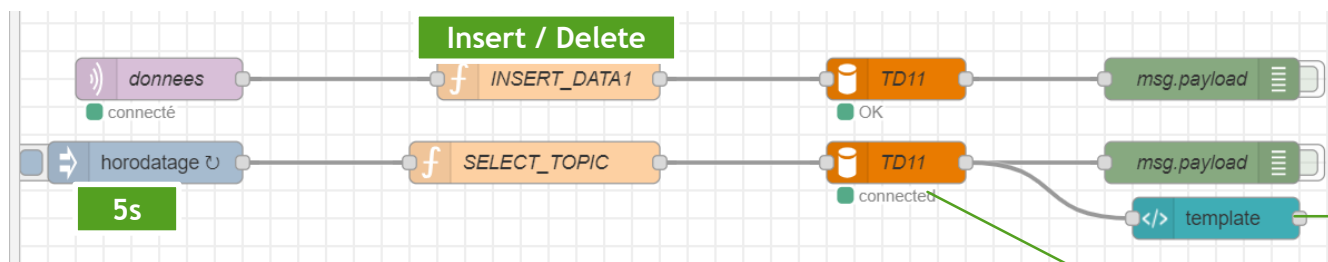 Insert / Delete
donnees
INSERT_DATA1
TD11
msg.payload
connecté
OK
horodatage ↻
SELECT_TOPIC
TD11
msg.payload
5s
connected
</> template